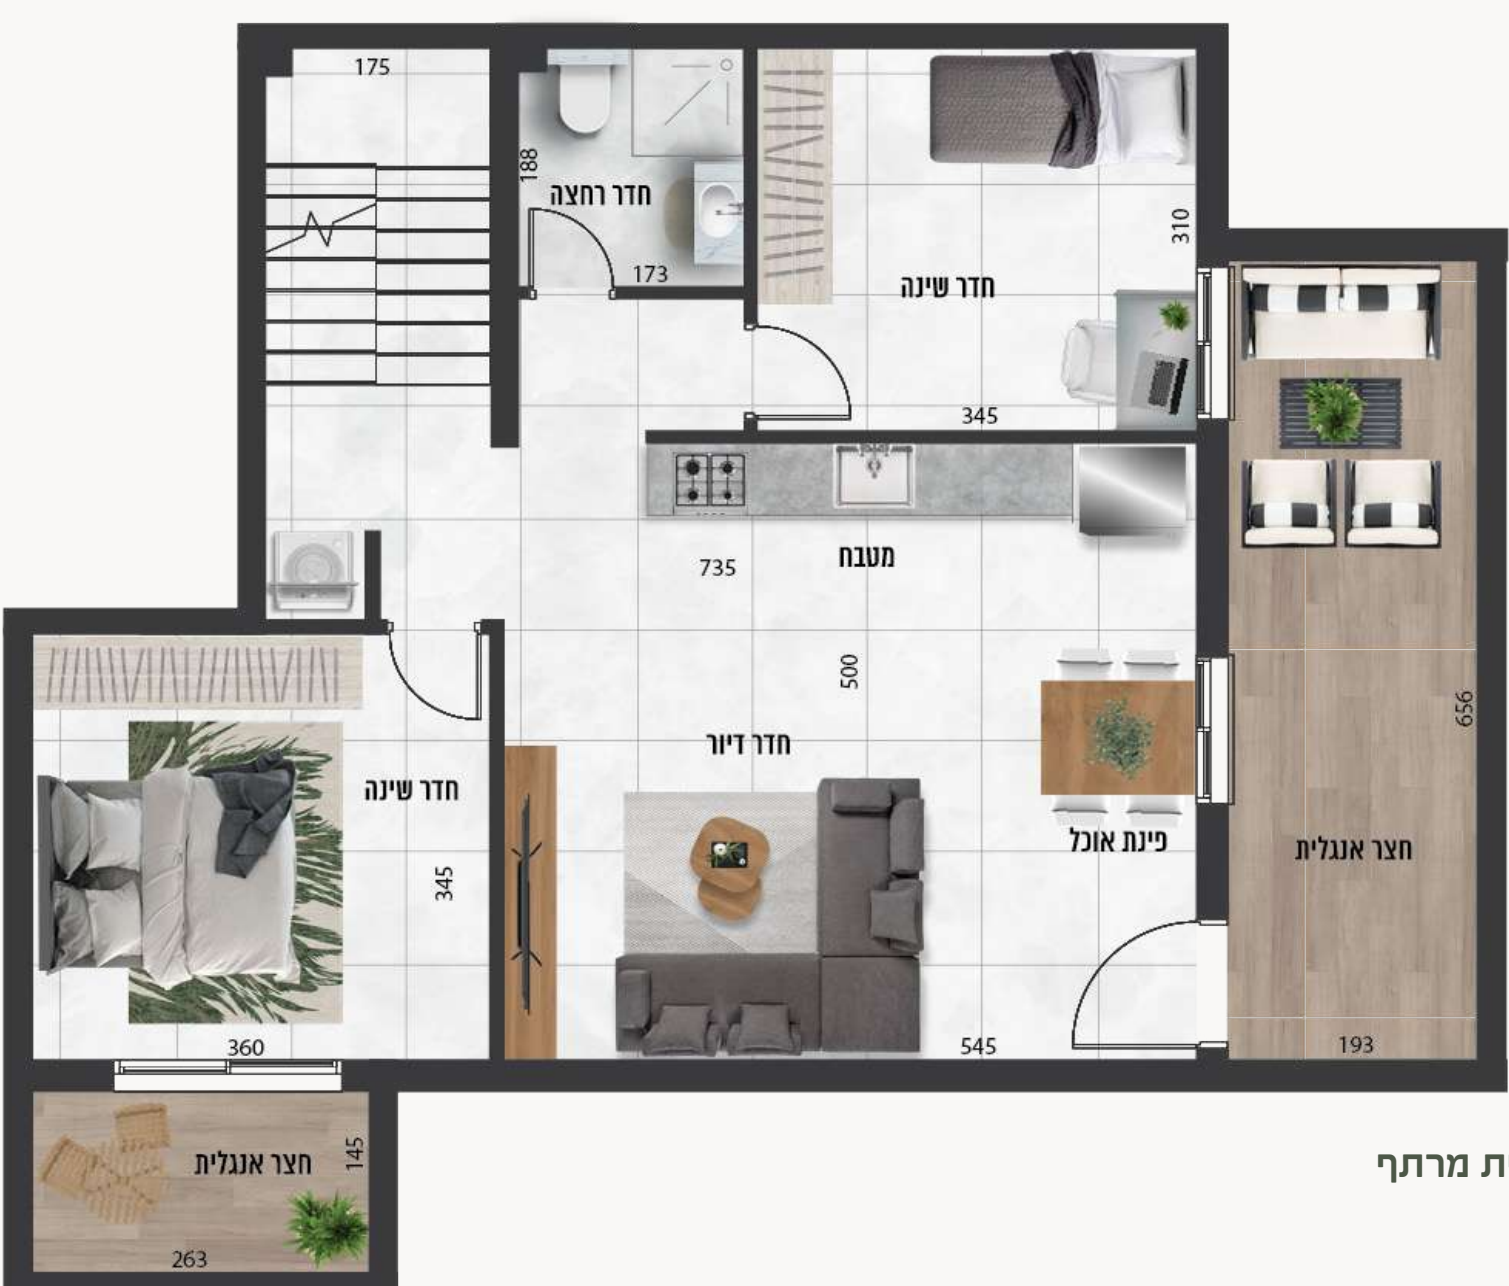 175
188
חדר רחצה
173
חדר שינה
310
345
מטבח
735
500
חדר דיור
656
חדר שינה
345
פינת אוכל
חצר אנגלית
360
545
193
חצר אנגלית
145
263
מרתף